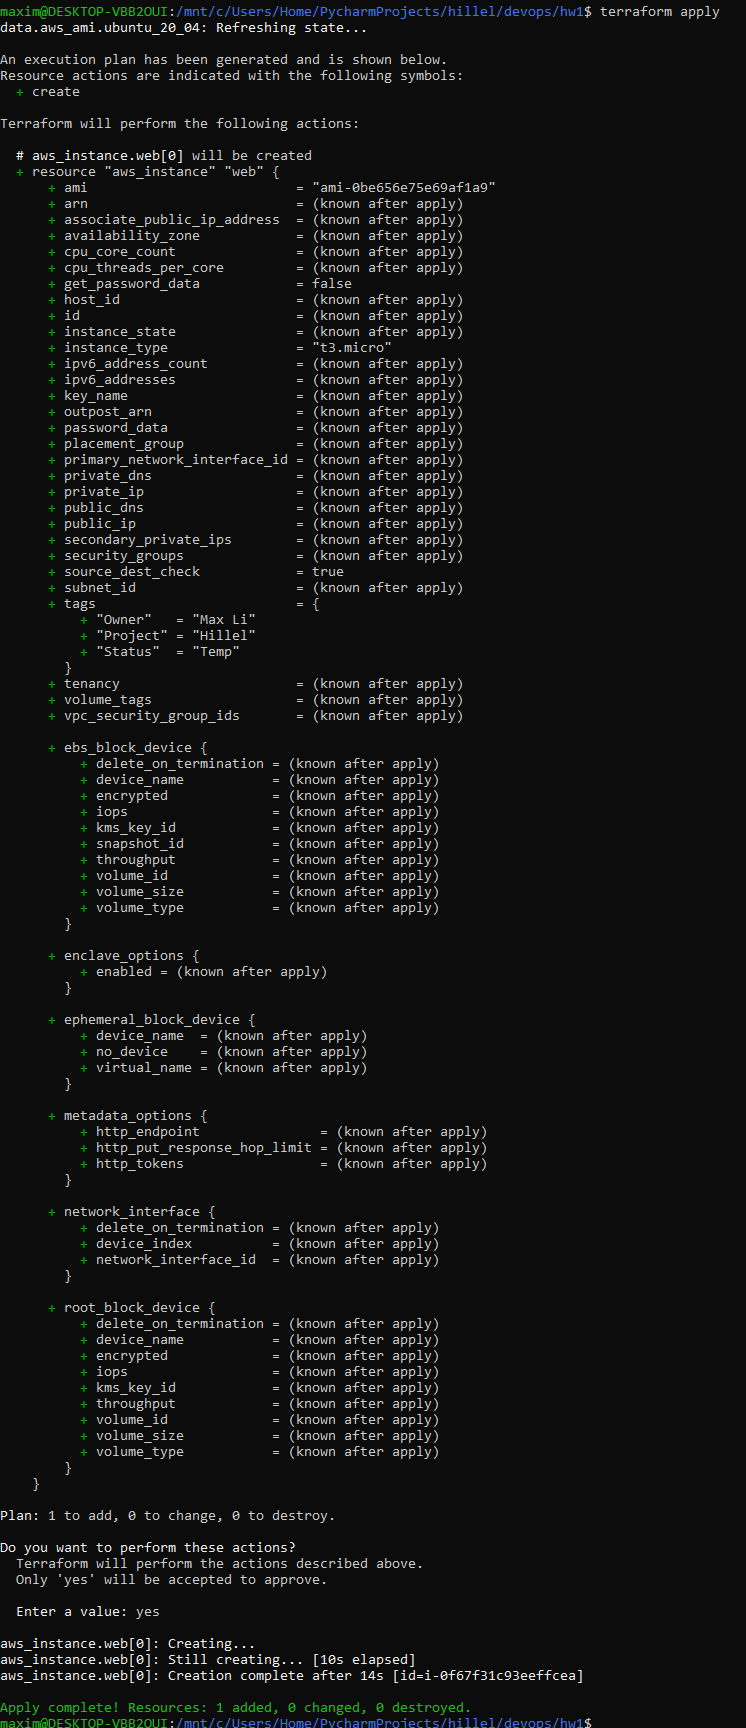 maxim@DESKTOP-VBB2OUI:/mnt/c/Users/Home/PycharmProjects/hillel/devops/hw1$ terraform apply
data.aws_ami.ubuntu_20_04: Refreshing state...

An execution plan has been generated and is shown below.
Resource actions are indicated with the following symbols:
  + create

Terraform will perform the following actions:

  # aws_instance.web[0] will be created
  + resource "aws_instance" "web" {
      + ami                          = "ami-0be656e75e69af1a9"
      + arn                          = (known after apply)
      + associate_public_ip_address  = (known after apply)
      + availability_zone            = (known after apply)
      + cpu_core_count               = (known after apply)
      + cpu_threads_per_core         = (known after apply)
      + get_password_data            = false
      + host_id                      = (known after apply)
      + id                           = (known after apply)
      + instance_state               = (known after apply)
      + instance_type                = "t3.micro"
      + ipv6_address_count           = (known after apply)
      + ipv6_addresses               = (known after apply)
      + key_name                     = (known after apply)
      + outpost_arn                  = (known after apply)
      + password_data                = (known after apply)
      + placement_group              = (known after apply)
      + primary_network_interface_id = (known after apply)
      + private_dns                  = (known after apply)
      + private_ip                   = (known after apply)
      + public_dns                   = (known after apply)
      + public_ip                    = (known after apply)
      + secondary_private_ips        = (known after apply)
      + security_groups              = (known after apply)
      + source_dest_check            = true
      + subnet_id                    = (known after apply)
      + tags                         = {
          + "Owner"   = "Max Li"
          + "Project" = "Hillel"
          + "Status"  = "Temp"
        }
      + tenancy                      = (known after apply)
      + volume_tags                  = (known after apply)
      + vpc_security_group_ids       = (known after apply)

      + ebs_block_device {
          + delete_on_termination = (known after apply)
          + device_name           = (known after apply)
          + encrypted             = (known after apply)
          + iops                  = (known after apply)
          + kms_key_id            = (known after apply)
          + snapshot_id           = (known after apply)
          + throughput            = (known after apply)
          + volume_id             = (known after apply)
          + volume_size           = (known after apply)
          + volume_type           = (known after apply)
        }

      + enclave_options {
          + enabled = (known after apply)
        }

      + ephemeral_block_device {
          + device_name  = (known after apply)
          + no_device    = (known after apply)
          + virtual_name = (known after apply)
        }

      + metadata_options {
          + http_endpoint               = (known after apply)
          + http_put_response_hop_limit = (known after apply)
          + http_tokens                 = (known after apply)
        }

      + network_interface {
          + delete_on_termination = (known after apply)
          + device_index          = (known after apply)
          + network_interface_id  = (known after apply)
        }

      + root_block_device {
          + delete_on_termination = (known after apply)
          + device_name           = (known after apply)
          + encrypted             = (known after apply)
          + iops                  = (known after apply)
          + kms_key_id            = (known after apply)
          + throughput            = (known after apply)
          + volume_id             = (known after apply)
          + volume_size           = (known after apply)
          + volume_type           = (known after apply)
        }
    }

Plan: 1 to add, 0 to change, 0 to destroy.

Do you want to perform these actions?
  Terraform will perform the actions described above.
  Only 'yes' will be accepted to approve.

  Enter a value: yes

aws_instance.web[0]: Creating...
aws_instance.web[0]: Still creating... [10s elapsed]
aws_instance.web[0]: Creation complete after 14s [id=i-0f67f31c93eeffcea]

Apply complete! Resources: 1 added, 0 changed, 0 destroyed.
maxim@DESKTOP-VBB2OUI:/mnt/c/Users/Home/PycharmProjects/hillel/devops/hw1$